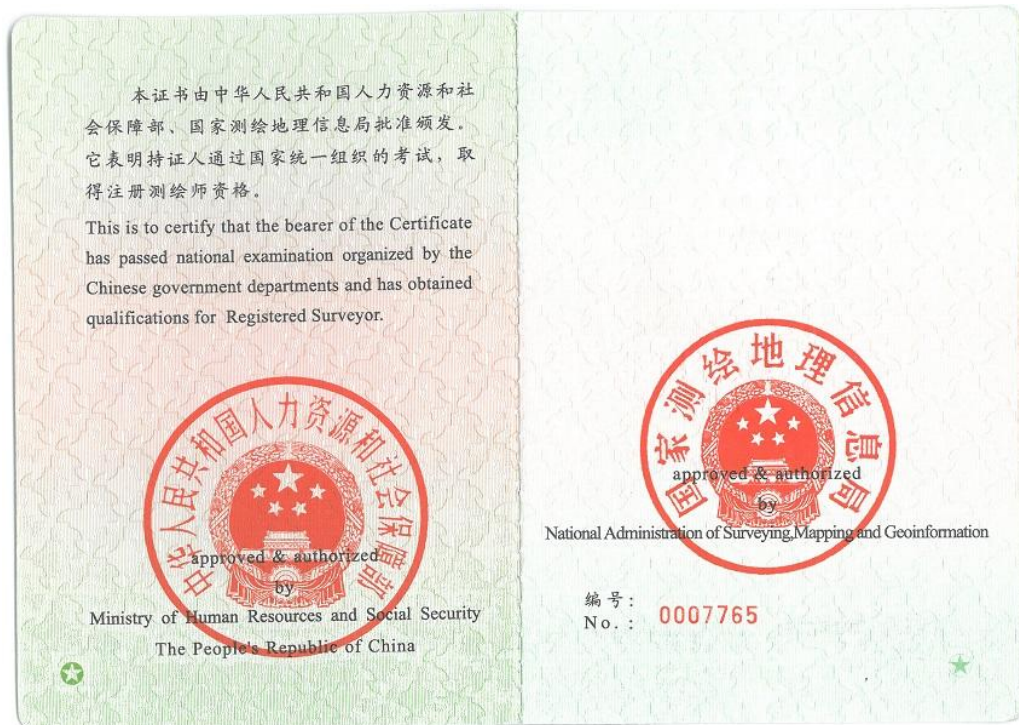 本证书由中华人民共和国人力资源和社
会保障部、国家测绘地理信息局批准颁发。
它表明持证人通过国家统一组织的考试，取
得注册测绘师资格。
This is to certify that the bearer of the Certificate
has passed national examination organized by the
Chinese government departments and has obtained
qualifications for Registered Surveyor.
中华人民共和国人力资源和社会保障部
approved & authorized
by
Ministry of Human Resources and Social Security
The People's Republic of China
国家测绘地理信息局
approved & authorized
by
National Administration of Surveying,Mapping and Geoinformation
编号：
No.: 0007765